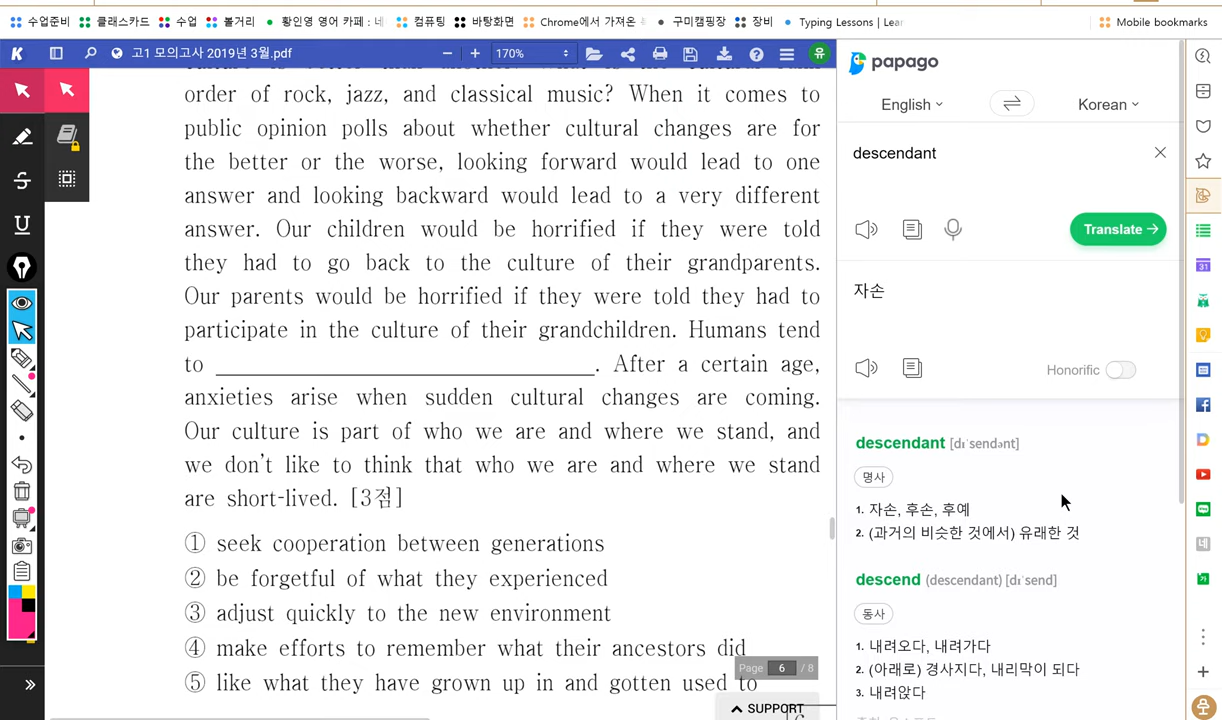 수업준비 클래스카드 수업 볼거리 황인영 영어 카페 : 네 컴퓨팅 바탕화면 Chrome에서 가져온 구미캠핑장 장비 Typing Lessons | Lear Mobile bookmarks
고1 모의고사 2019년 3월.pdf 170% 유
papago
English Korean
order of rock, jazz, and classical music? When it comes to
public opinion polls about whether cultural changes are for
the better or the worse, looking forward would lead to one
answer and looking backward would lead to a very different
answer. Our children would be horrified if they were told
they had to go back to the culture of their grandparents.
Our parents would be horrified if they were told they had to
participate in the culture of their grandchildren. Humans tend
to ______________________________. After a certain age,
anxieties arise when sudden cultural changes are coming.
Our culture is part of who we are and where we stand, and
we don't like to think that who we are and where we stand
are short-lived. [3점]
① seek cooperation between generations
② be forgetful of what they experienced
③ adjust quickly to the new environment
④ make efforts to remember what their ancestors did
⑤ like what they have grown up in and gotten used to
Page 6 / 8
SUPPORT
descendant
Translate
자손
Honorific
descendant [dɪˈsendənt]
명사
1. 자손, 후손, 후예
2. (과거의 비슷한 것에서) 유래한 것
descend (descendant) [dɪˈsend]
동사
1. 내려오다, 내려가다
2. (아래로) 경사지다, 내리막이 되다
3. 내려앉다